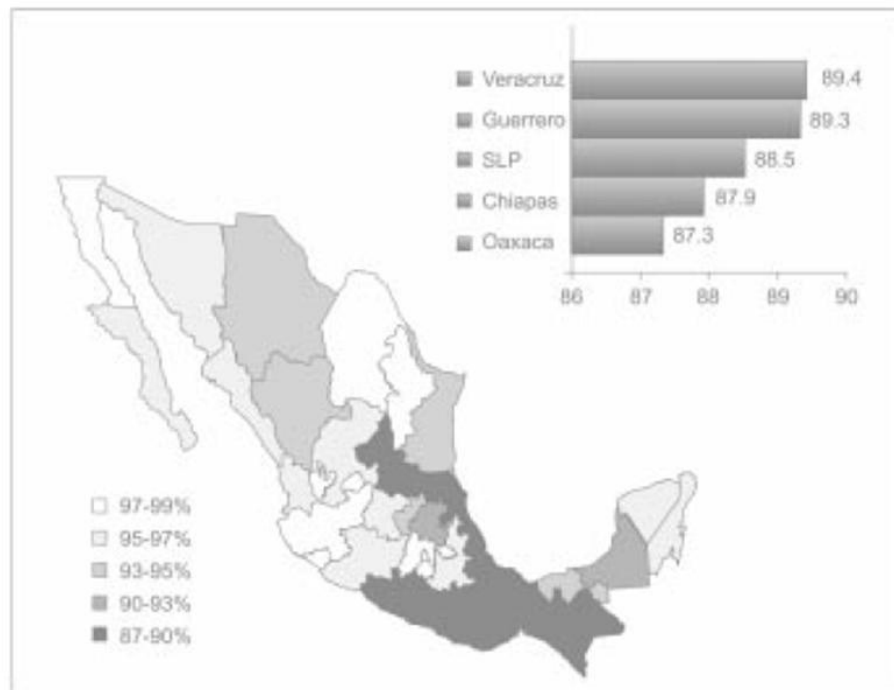 Veracruz 89.4
Guerrero 89.3
SLP 88.5
Chiapas 87.9
Oaxaca 87.3
86 87 88 89 90
97-99%
95-97%
93-95%
90-93%
87-90%